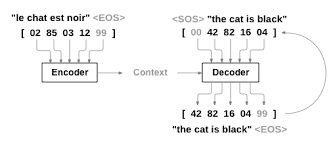 "le chat est noir" <EOS>
[ 02 85 03 12 99 ]
Encoder
Context
<SOS> "the cat is black"
[ 00 42 82 16 04 ]
Decoder
[ 42 82 16 04 99 ]
"the cat is black" <EOS>